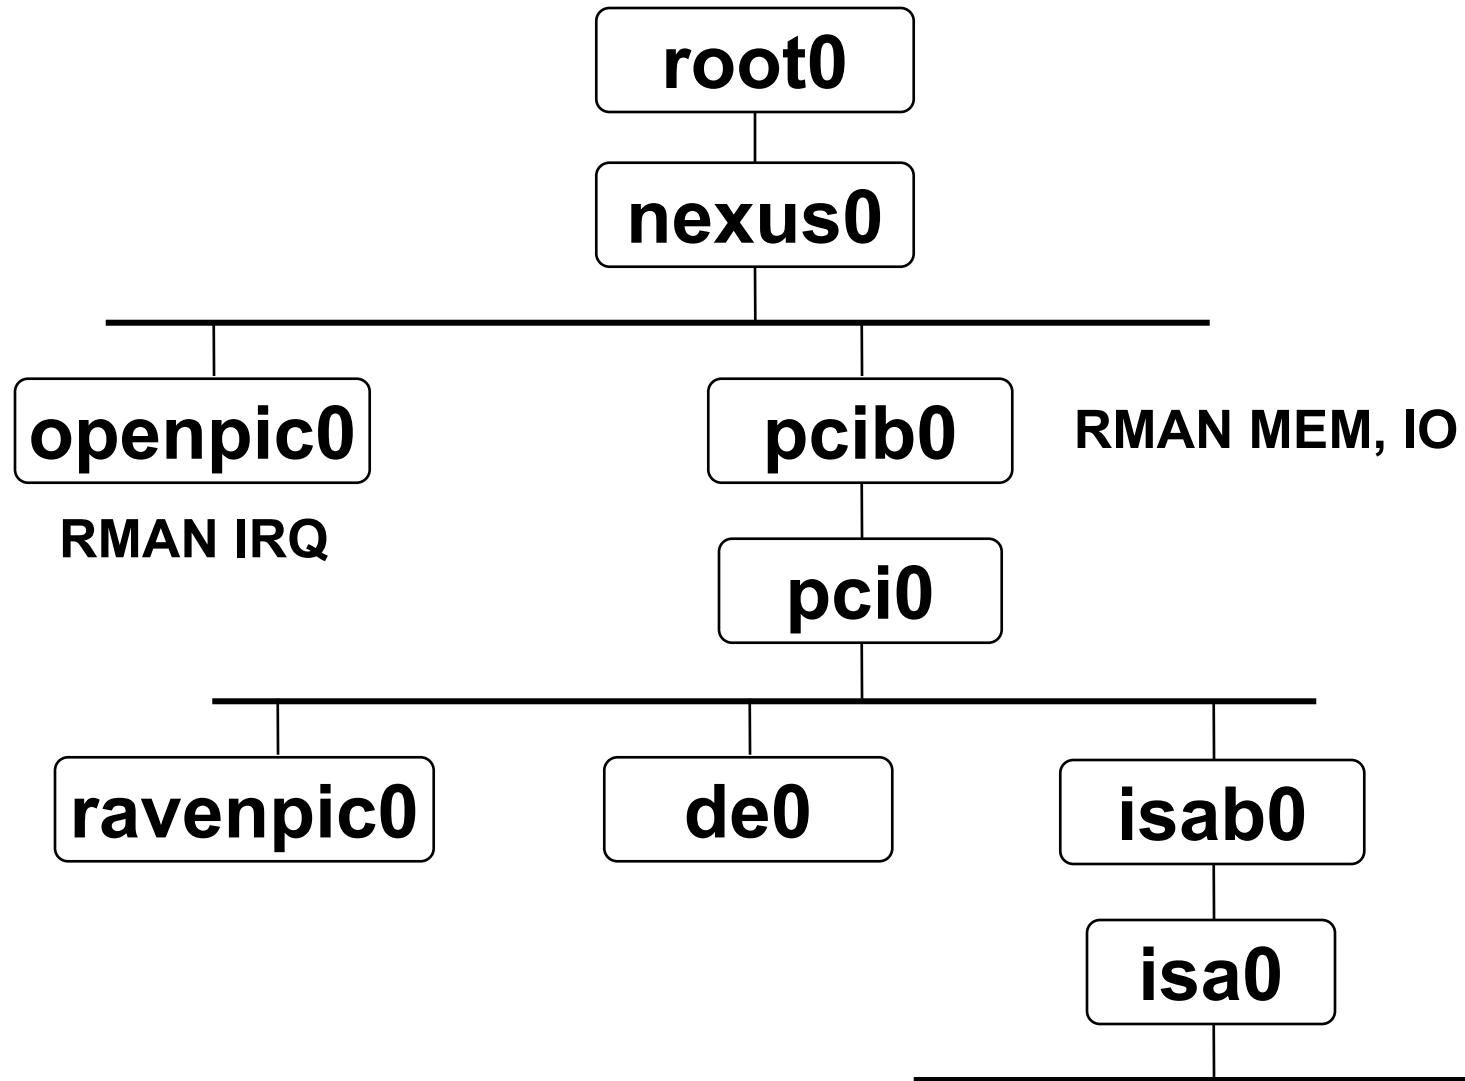 root0
nexus0
openpic0
pcib0
RMAN MEM, IO
RMAN IRQ
pci0
ravenpic0
de0
isab0
isa0